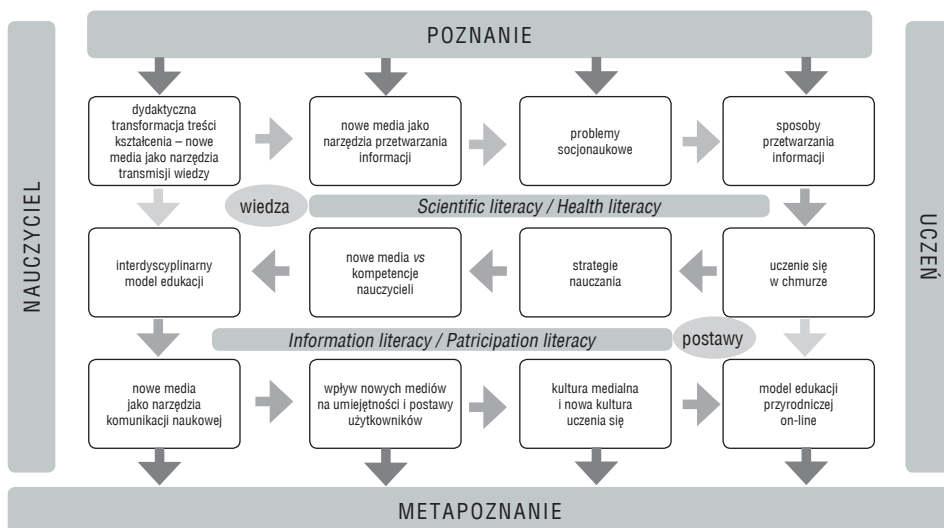 POZNANIE
NAUCZYCIEL
UCZEŃ
dydaktyczna
transformacja treści
kształcenia – nowe
media jako narzędzia
transmisji wiedzy
nowe media jako
narzędzia przetwarzania
informacji
problemy
socjonaukowe
sposoby
przetwarzania
informacji
wiedza
Scientific literacy / Health literacy
interdyscyplinarny
model edukacji
nowe media vs
kompetencje
nauczycieli
strategie
nauczania
uczenie się
w chmurze
Information literacy / Patricipation literacy
postawy
nowe media
jako narzędzia
komunikacji naukowej
wpływ nowych mediów
na umiejętności i postawy
użytkowników
kultura medialna
i nowa kultura
uczenia się
model edukacji
przyrodniczej
on-line
METAPOZNANIE